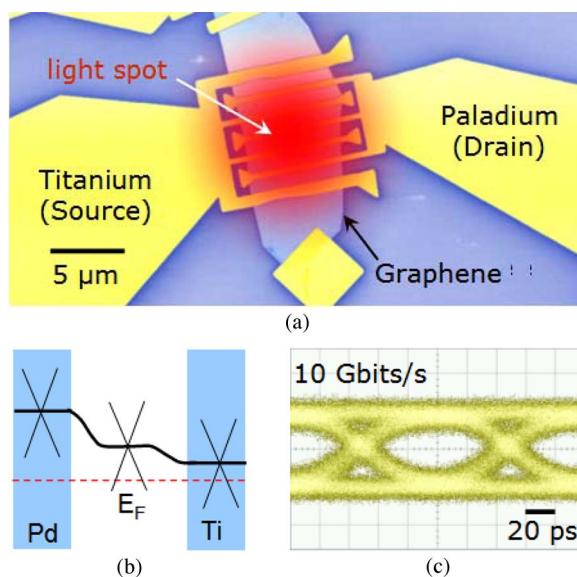 light spot
Paladium
(Drain)
Titanium
(Source)
5 μm
Graphene
(a)
10 Gbits/s
E_F
Pd
Ti
20 ps
(b)
(c)